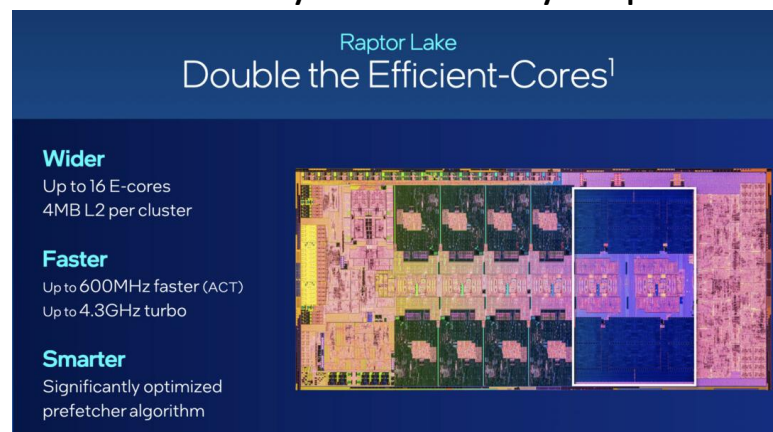 Raptor Lake
Double the Efficient-Cores¹
Wider
Up to 16 E-cores
4MB L2 per cluster
Faster
Up to 600MHz faster (ACT)
Up to 4.3GHz turbo
Smarter
Significantly optimized
prefetcher algorithm